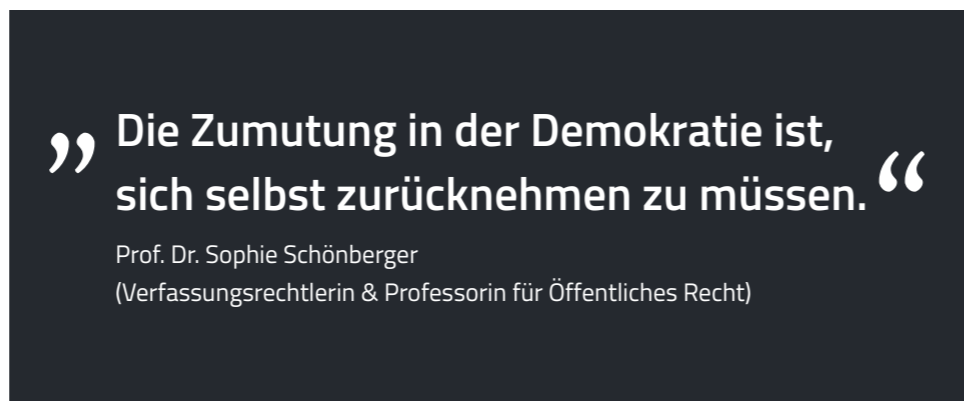 „Die Zumutung in der Demokratie ist,
sich selbst zurücknehmen zu müssen.“
Prof. Dr. Sophie Schönberger
(Verfassungsrechtlerin & Professorin für Öffentliches Recht)